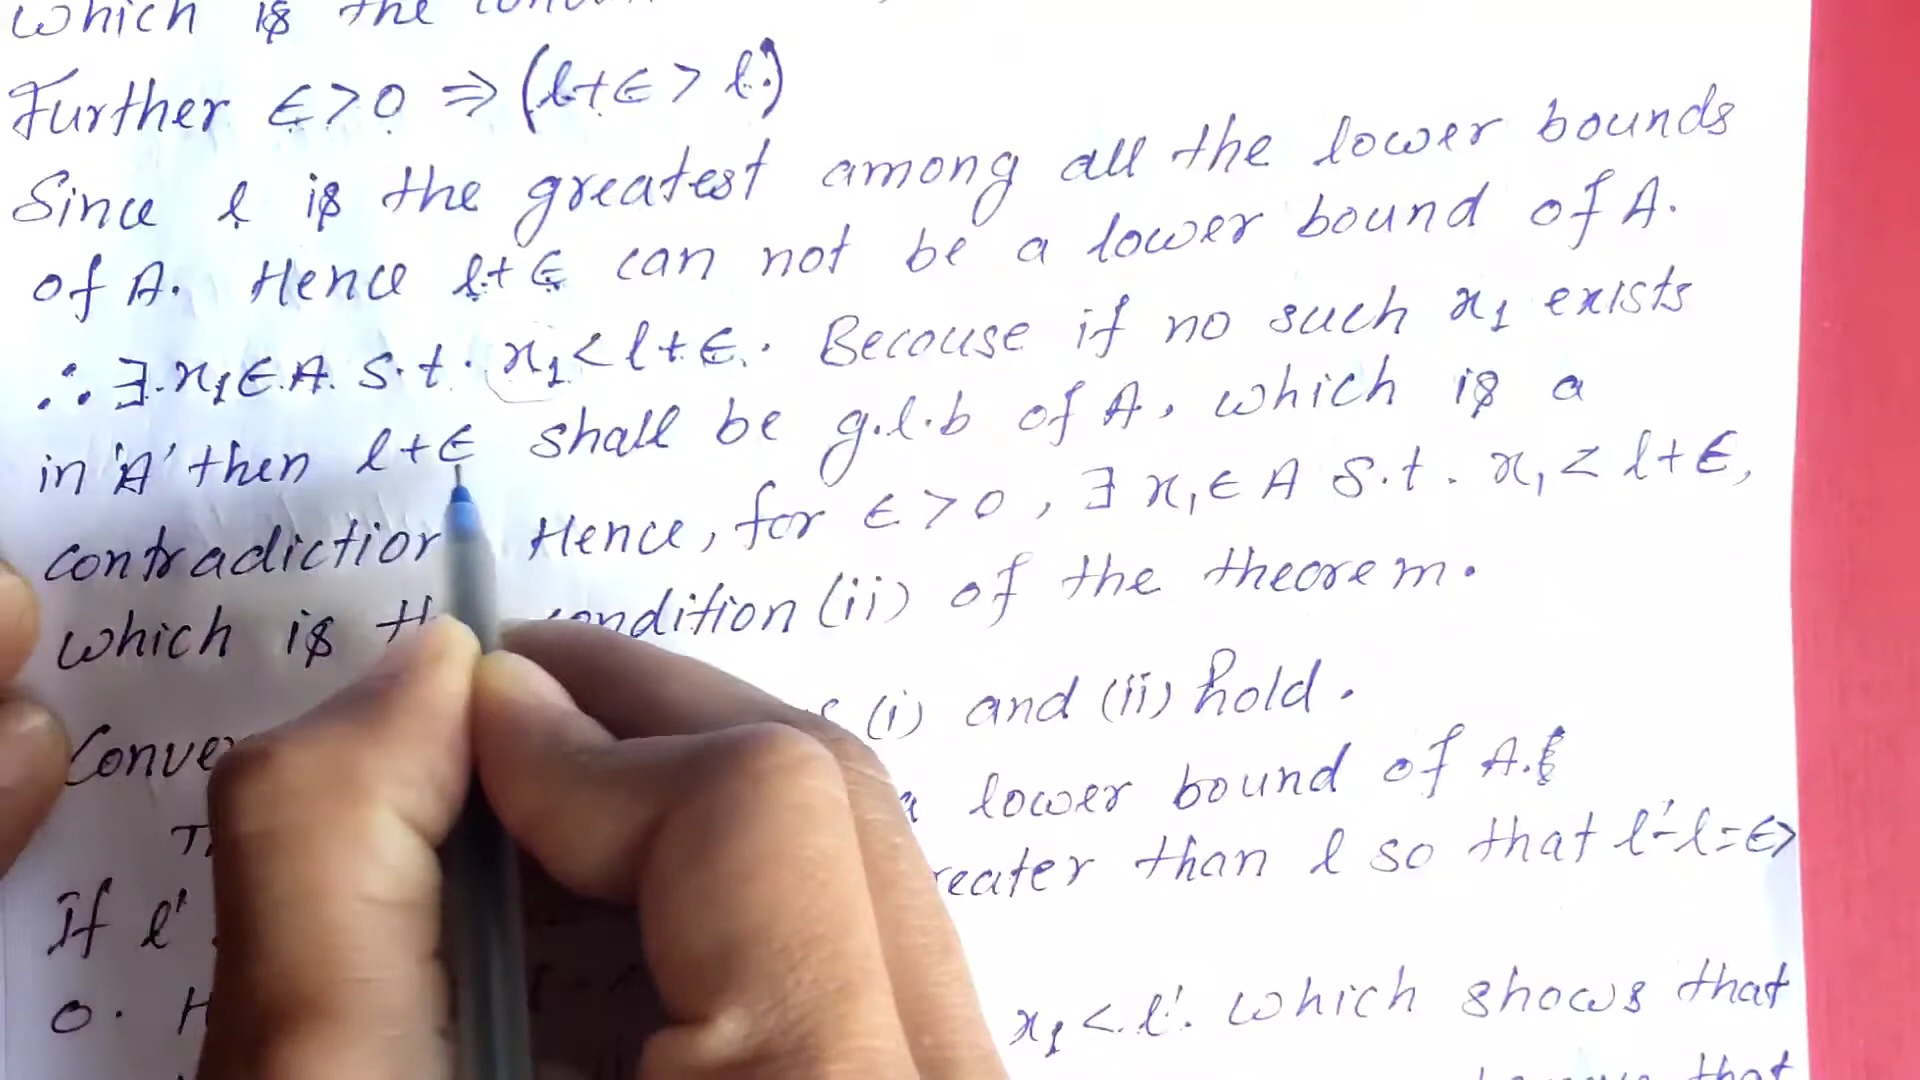 which is the
Further ∈>0 ⇒ (l+∈ > l)
Since l is the greatest among all the lower bounds
of A. Hence l+∈ can not be a lower bound of A.
∴ ∃ x₁∈A s.t. x₁<l+∈. Because if no such x₁ exists
in 'A' then l+∈ shall be g.l.b of A, which is a
contradiction Hence, for ∈>0, ∃ x₁∈A s.t. x₁< l+∈,
which is condition (ii) of the theorem.
(i) and (ii) hold.
lower bound of A.
If l' than l so that l'-l=∈>
0. x₁<l'. which shows that
that